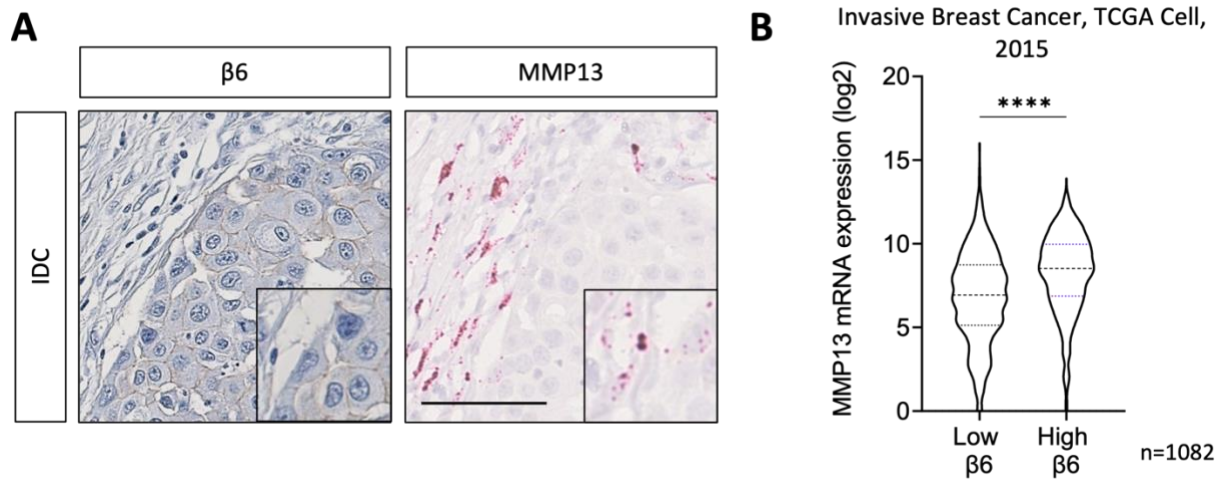 A
β6
MMP13
IDC
B
Invasive Breast Cancer, TCGA Cell,
2015
MMP13 mRNA expression (log2)
20
15
10
5
0
****
Low
β6
High
β6
n=1082